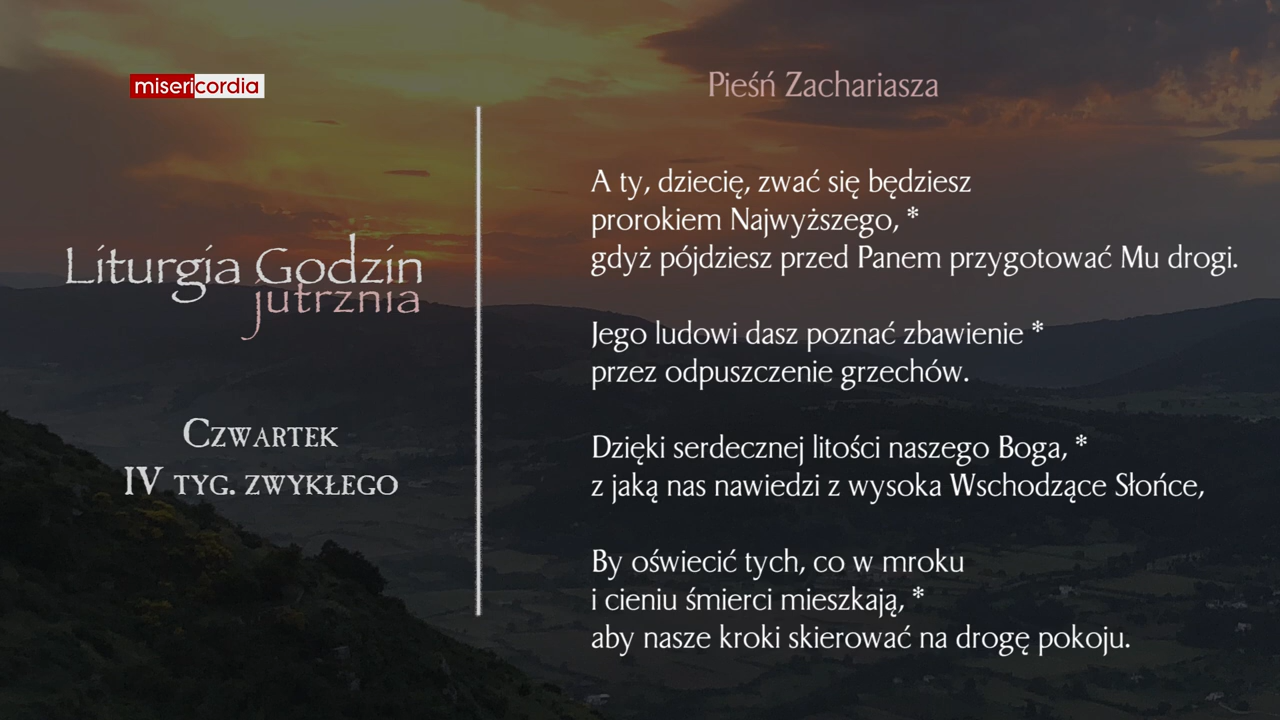 misericordia
Liturgia Godzin
jutrznia
Czwartek
IV tyg. zwykłego
Pieśń Zachariasza
A ty, dziecię, zwać się będziesz
prorokiem Najwyższego, *
gdyż pójdziesz przed Panem przygotować Mu drogi.
Jego ludowi dasz poznać zbawienie *
przez odpuszczenie grzechów.
Dzięki serdecznej litości naszego Boga, *
z jaką nas nawiedzi z wysoka Wschodzące Słońce,
By oświecić tych, co w mroku
i cieniu śmierci mieszkają, *
aby nasze kroki skierować na drogę pokoju.